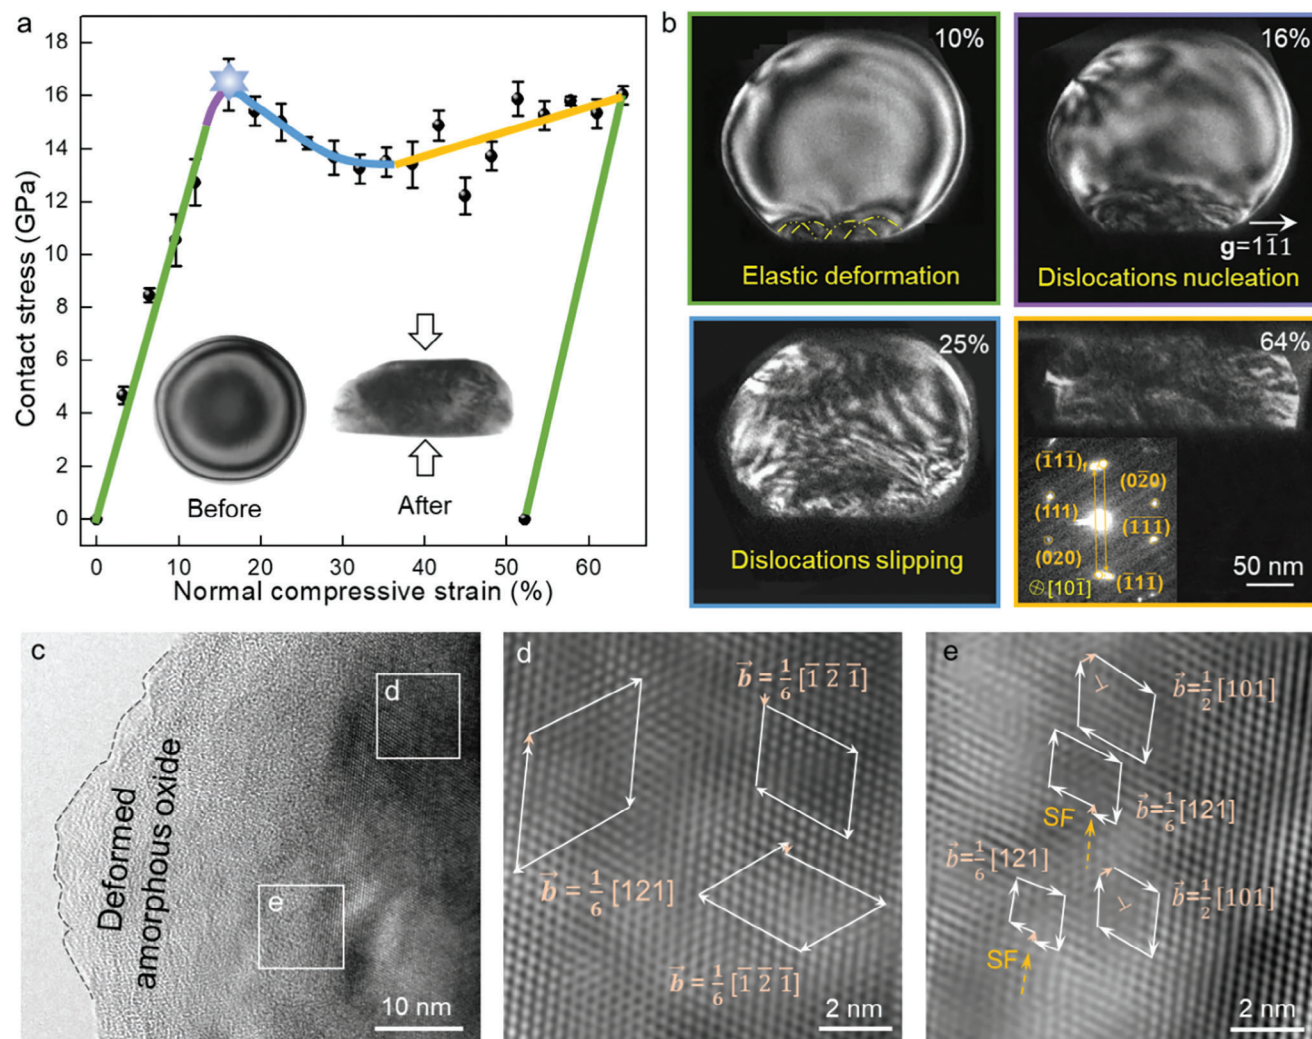 a
Contact stress (GPa)
18
16
14
12
10
8
6
4
2
0
Before
After
0
10
20
30
40
50
60
Normal compressive strain (%)
b
10%
Elastic deformation
16%
g=11̅1
Dislocations nucleation
25%
Dislocations slipping
64%
(1̅11̅)f
(02̅0)
(111)
(1̅1̅1̅)
(020)
(1̅11̅)
⊗[101̅]
50 nm
c
Deformed
amorphous oxide
d
e
10 nm
d
b⃗ = 1/6 [1̅ 2̅ 1̅]
b⃗ = 1/6 [121]
b⃗ = 1/6 [1̅ 2̅ 1̅]
2 nm
e
b⃗=1/2 [101]
SF
b⃗=1/6 [121]
b⃗=1/6 [121]
b⃗=1/2 [101]
SF
2 nm